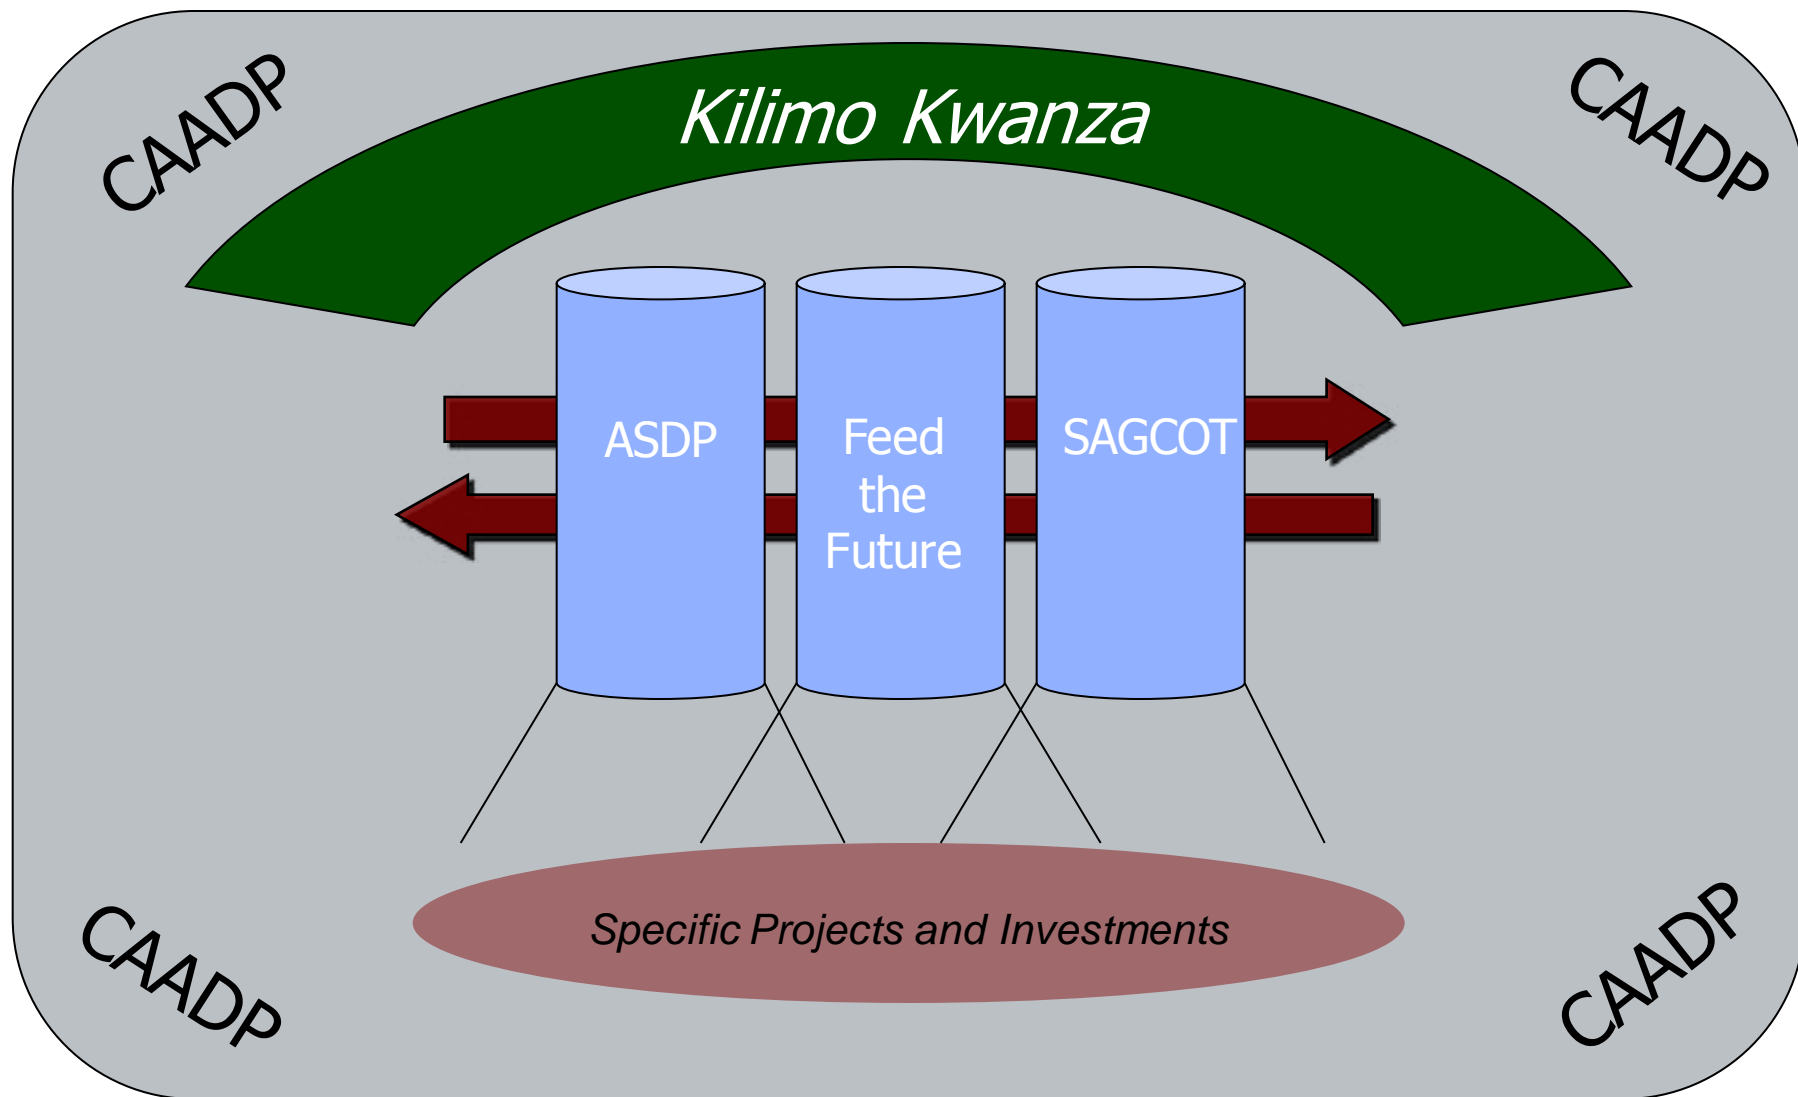 CAADP
CAADP
Kilimo Kwanza
ASDP
Feed
the
Future
SAGCOT
Specific Projects and Investments
CAADP
CAADP